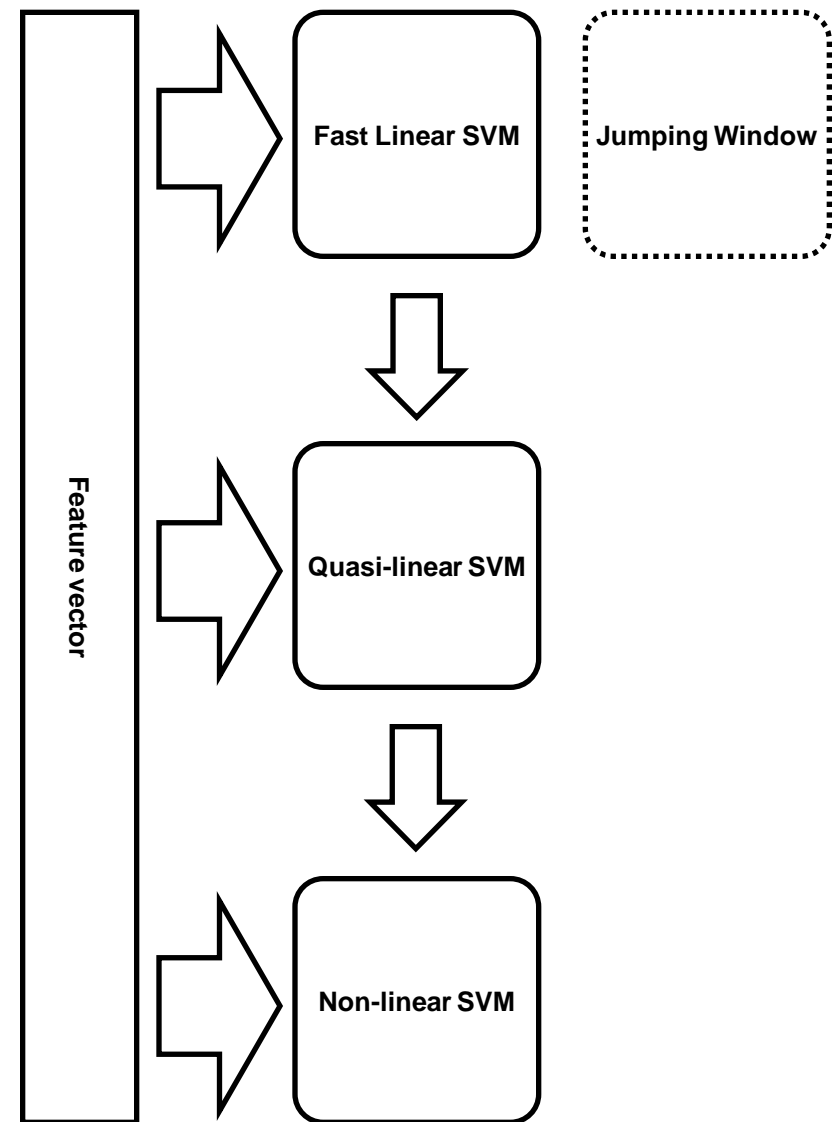 Fast Linear SVM
Jumping Window
Feature vector
Quasi-linear SVM
Non-linear SVM